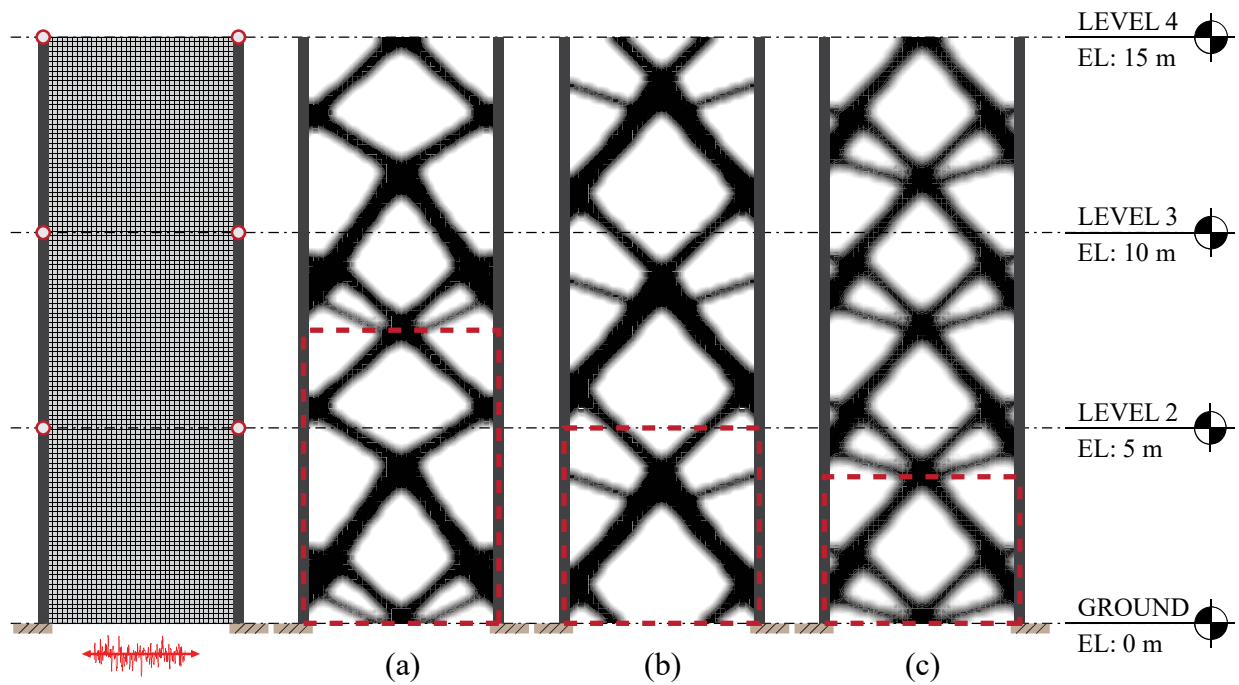 LEVEL 4
EL: 15 m
LEVEL 3
EL: 10 m
LEVEL 2
EL: 5 m
GROUND
EL: 0 m
(a)
(b)
(c)